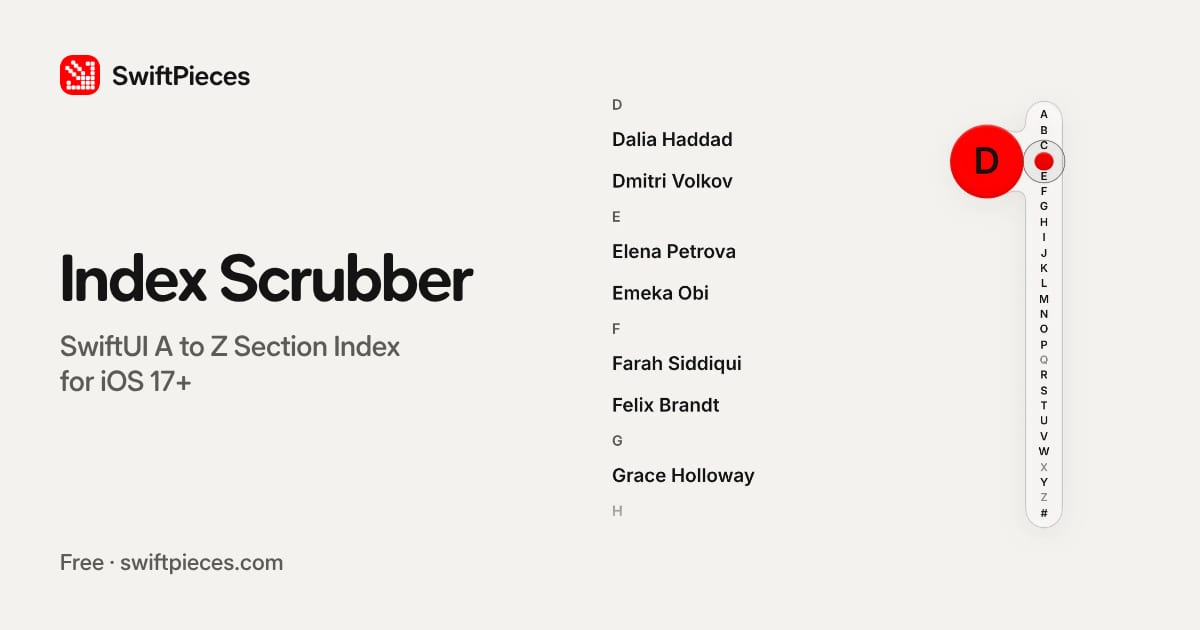 SwiftPieces
Index Scrubber
SwiftUI A to Z Section Index
for iOS 17+
Free · swiftpieces.com
D
Dalia Haddad
Dmitri Volkov
E
Elena Petrova
Emeka Obi
F
Farah Siddiqui
Felix Brandt
G
Grace Holloway
H
D
A
B
C
E
F
G
H
I
J
K
L
M
N
O
P
Q
R
S
T
U
V
W
X
Y
Z
#